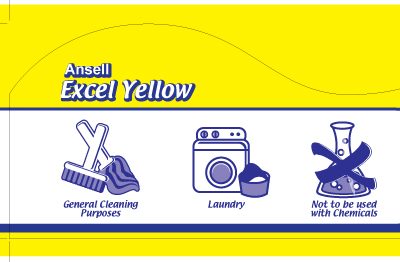 Ansell
Excel Yellow
General Cleaning
Purposes
Laundry
Not to be used
with Chemicals